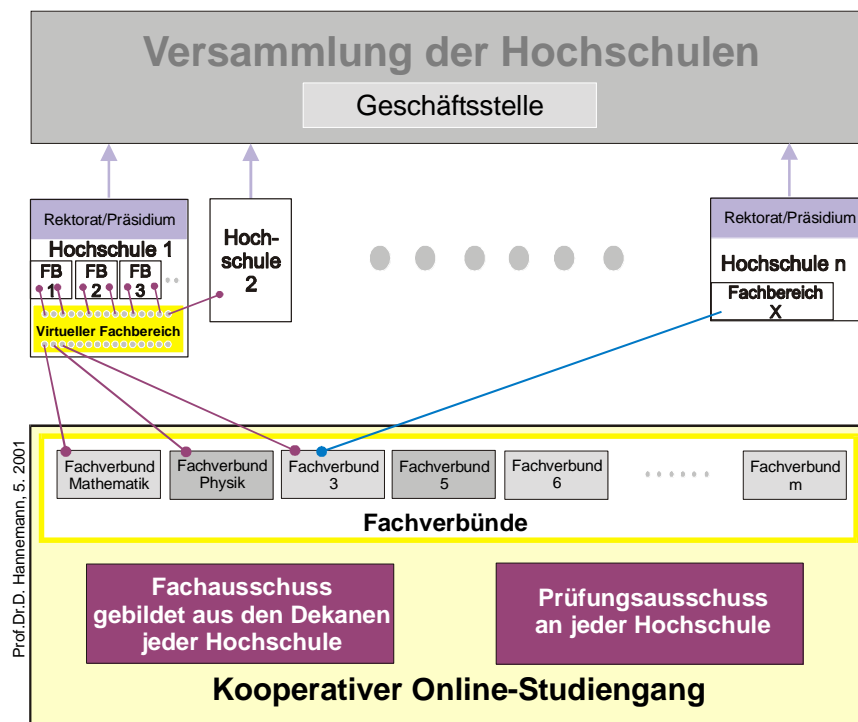 Versammlung der Hochschulen
Geschäftsstelle
Rektorat/Präsidium
Hochschule 1
FB
1
FB
2
FB
3
Virtueller Fachbereich
Hoch-
schule
2
Rektorat/Präsidium
Hochschule n
Fachbereich
X
Fachverbund
Mathematik
Fachverbund
Physik
Fachverbund
3
Fachverbund
5
Fachverbund
6
Fachverbund
m
Fachverbünde
Fachausschuss
gebildet aus den Dekanen
jeder Hochschule
Prüfungsausschuss
an jeder Hochschule
Kooperativer Online-Studiengang
Prof.Dr.D. Hannemann, 5. 2001